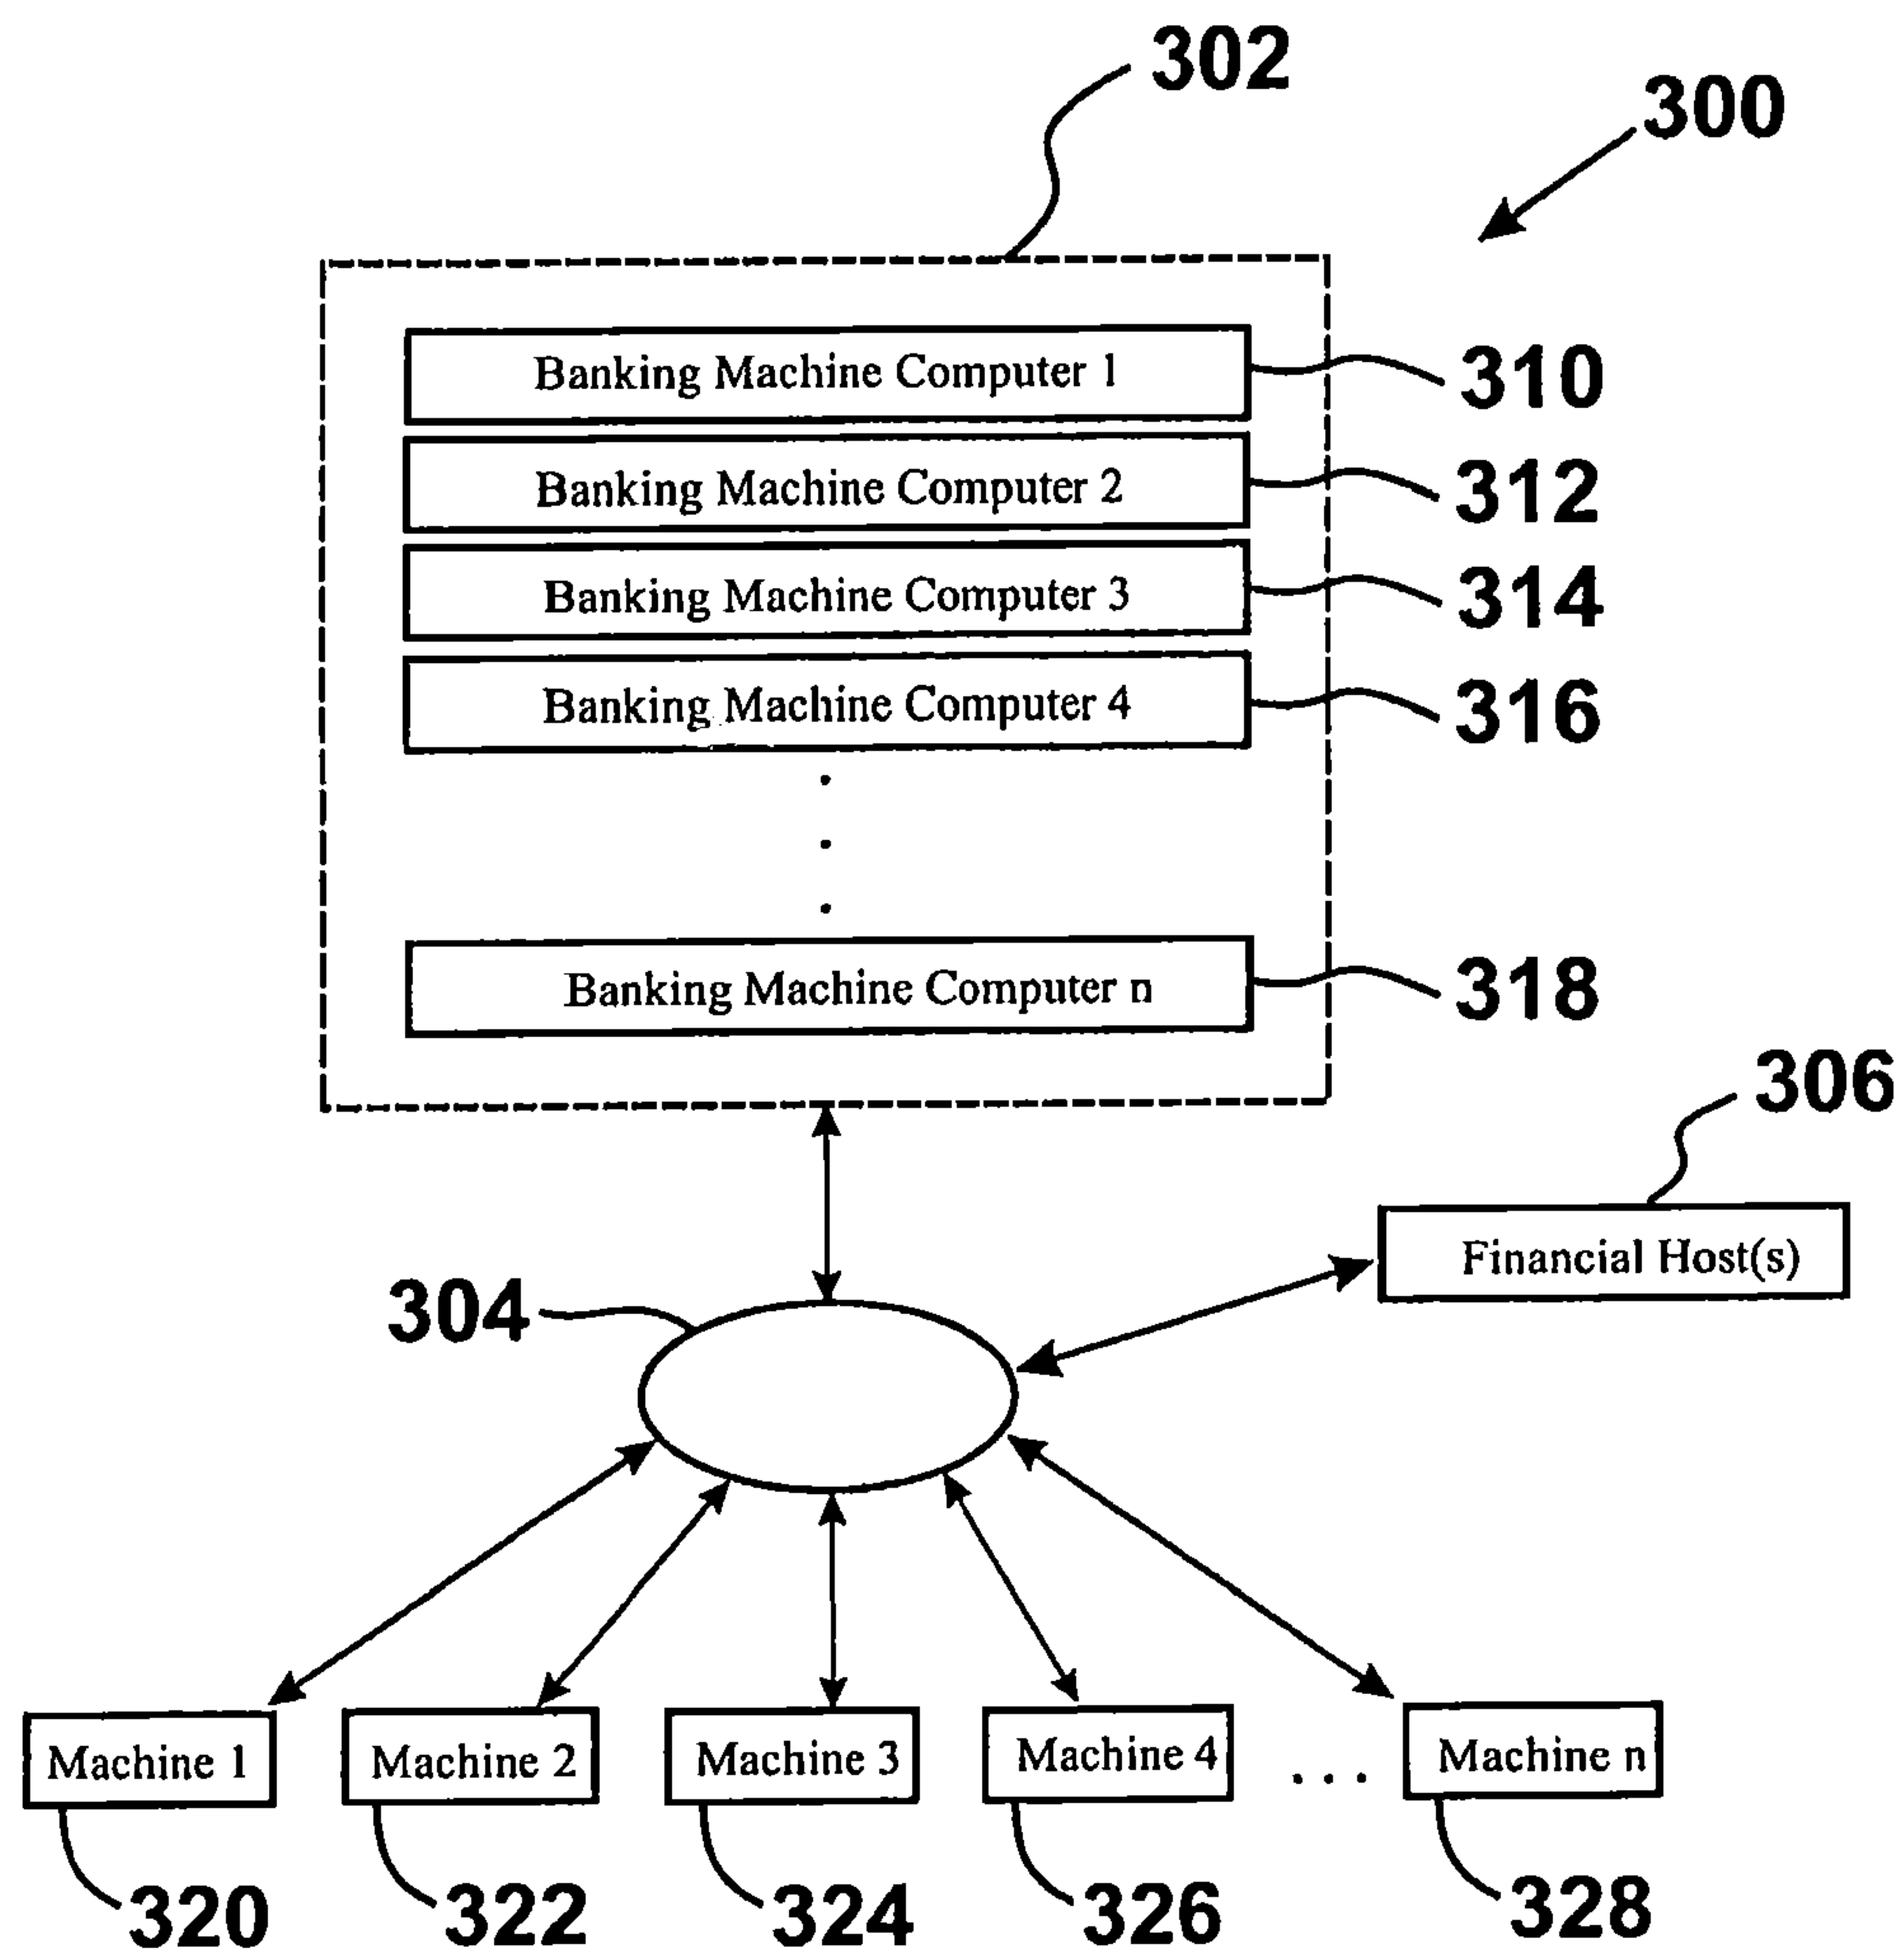 302
300
Banking Machine Computer 1
310
Banking Machine Computer 2
312
Banking Machine Computer 3
314
Banking Machine Computer 4
316
.
.
.
Banking Machine Computer n
318
306
Financial Host(s)
304
Machine 1
Machine 2
Machine 3
Machine 4
...
Machine n
320
322
324
326
328